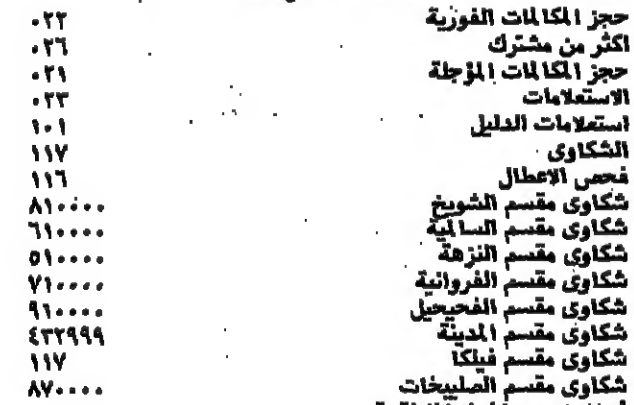 حجز المكالمات الفورية ٠٢٢
اكثر من مشترك ٠٢٦
حجز المكالمات المؤجلة ٠٢١
الاستعلامات ٠٢٣
استعلامات الدليل ١٠١
الشكاوى ١١٧
فحص الاعطال ١١٦
شكاوى مقسم الشويخ ٨١٠٠٠٠
شكاوى مقسم السالمية ٦١٠٠٠٠
شكاوى مقسم النزهة ٥١٠٠٠٠
شكاوى مقسم الفروانية ٧١٠٠٠٠
شكاوى مقسم الفحيحيل ٩١٠٠٠٠
شكاوى مقسم المدينة ٤٣٢٩٩٩
شكاوى مقسم فيلكا ١١٧
شكاوى مقسم الصليبخات ٨٧٠٠٠٠